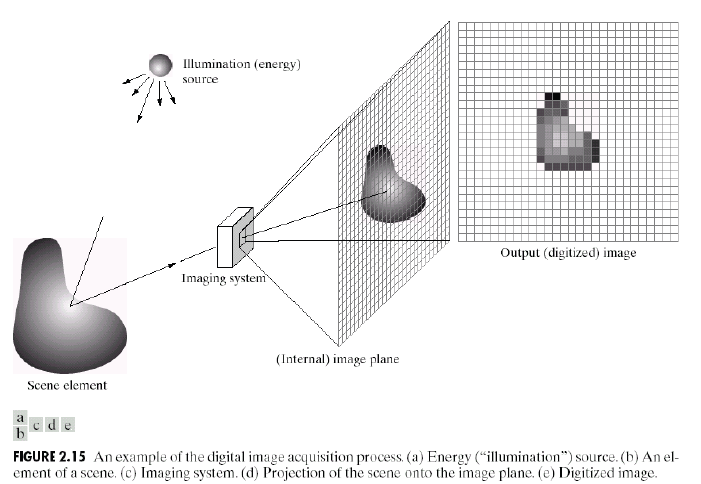 Illumination (energy)
source
Output (digitized) image
Imaging system
(Internal) image plane
Scene element
a
b c d e
FIGURE 2.15 An example of the digital image acquisition process. (a) Energy (“illumination”) source. (b) An el-
ement of a scene. (c) Imaging system. (d) Projection of the scene onto the image plane. (e) Digitized image.